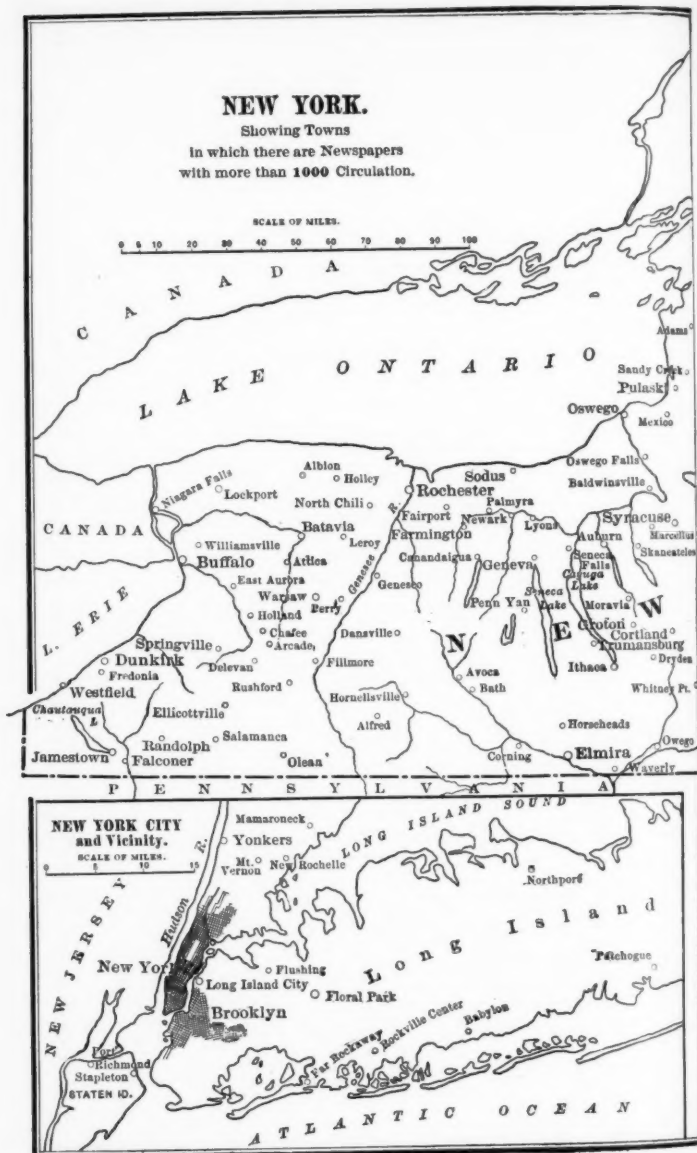 NEW YORK.
Showing Towns
in which there are Newspapers
with more than 1000 Circulation.
SCALE OF MILES.
0 5 10 20 30 40 50 60 70 80 90 100
CANADA
LAKE ONTARIO
Adams
Sandy Creek
Pulaski
Oswego
Mexico
Albion
Holley
Sodus
Oswego Falls
Niagara Falls
Lockport
Rochester
Baldwinsville
North Chili
Palmyra
Fairport
Newark
Lyons
Syracuse
CANADA
Batavia
Farmington
Auburn
Marcellus
Williamsville
Leroy
Genesee R.
Canandaigua
Geneva
Seneca
Falls
Skaneateles
Buffalo
Attica
Cayuga
Lake
East Aurora
Geneseo
Seneca
Lake
Warsaw
Perry
Penn Yan
Moravia
L. ERIE
Holland
NEW
Groton
Cortland
Chafee
Dansville
Trumansburg
Springville
Arcade,
Dunkirk
Delevan
Fillmore
Ithaca
Dryden
Fredonia
Avoca
Westfield
Rushford
Hornellsville
Bath
Whitney Pt.
Chautauqua
L
Ellicottville
Alfred
Horseheads
Randolph
Salamanca
Jamestown
Falconer
Olean
Corning
Elmira
Owego
Waverly
PENNSYLVANIA
NEW YORK CITY
and Vicinity.
SCALE OF MILES.
0 5 10 15
Mamaroneck
LONG ISLAND SOUND
Yonkers
Hudson R.
Mt.
Vernon
New Rochelle
Northport
NEW JERSEY
Long Island
New York
Flushing
Patchogue
Long Island City
Floral Park
Brooklyn
Babylon
Rockville Center
Far Rockaway
Port
Richmond
Stapleton
STATEN ID.
ATLANTIC OCEAN